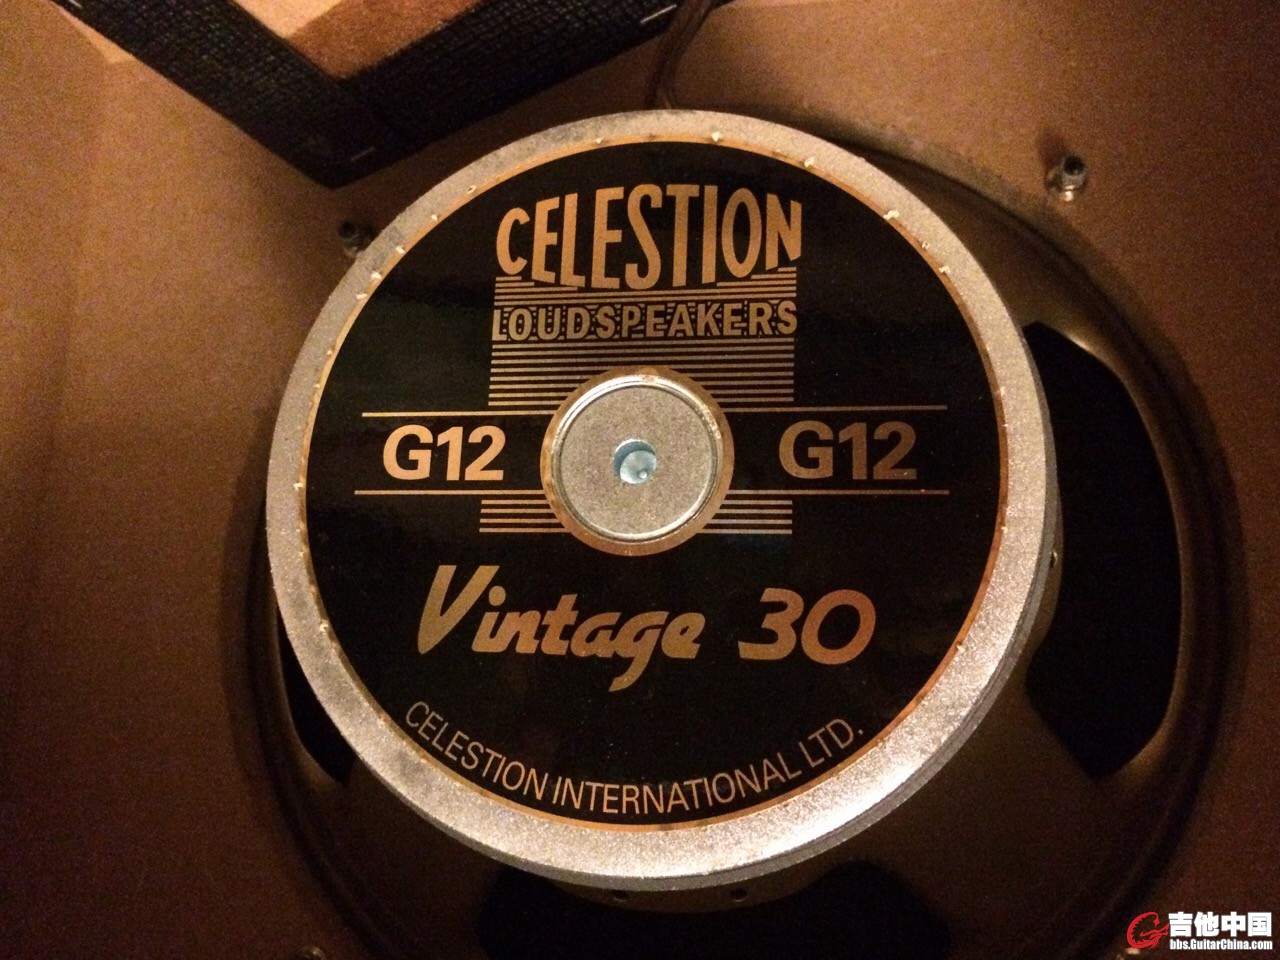 CELESTION
LOUDSPEAKERS
G12 G12
Vintage 30
CELESTION INTERNATIONAL LTD.
吉他中国
bbs.GuitarChina.com